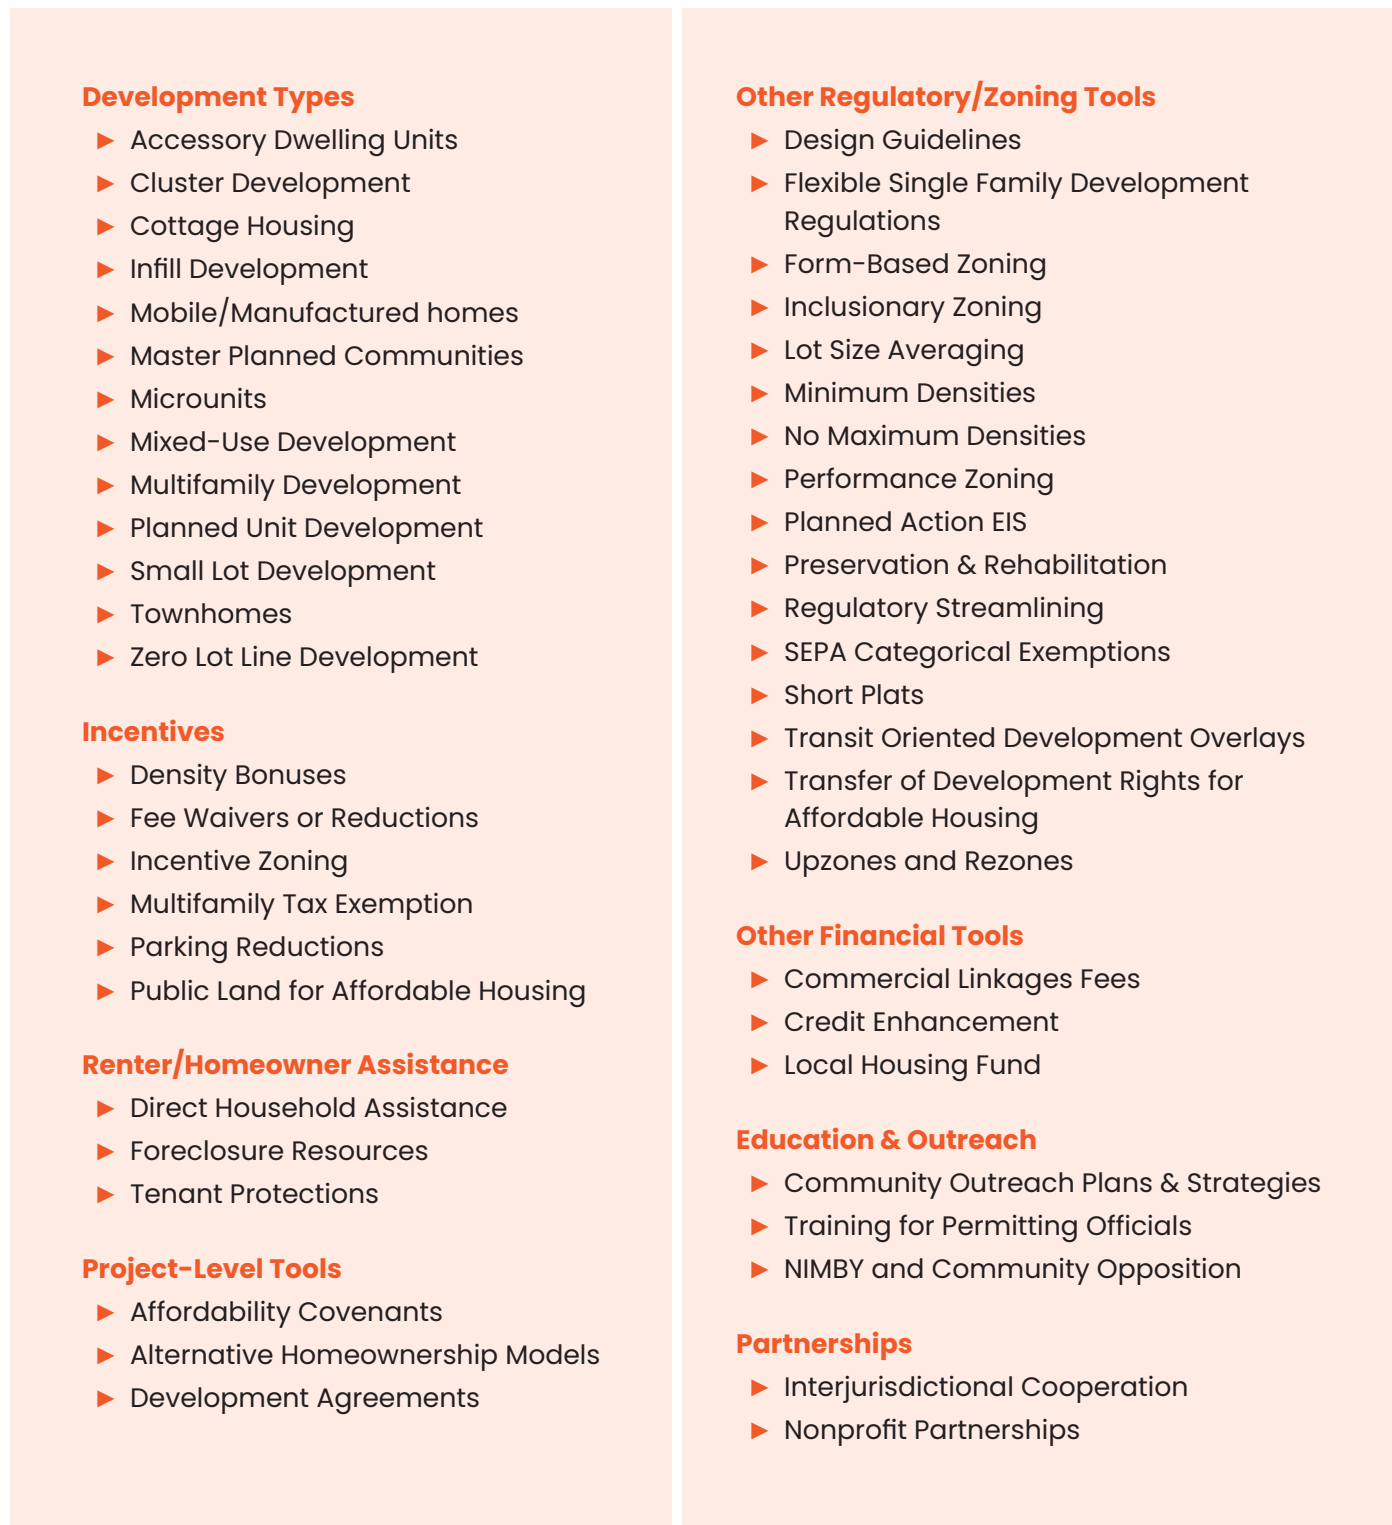 Development Types
► Accessory Dwelling Units
► Cluster Development
► Cottage Housing
► Infill Development
► Mobile/Manufactured homes
► Master Planned Communities
► Microunits
► Mixed-Use Development
► Multifamily Development
► Planned Unit Development
► Small Lot Development
► Townhomes
► Zero Lot Line Development
Incentives
► Density Bonuses
► Fee Waivers or Reductions
► Incentive Zoning
► Multifamily Tax Exemption
► Parking Reductions
► Public Land for Affordable Housing
Renter/Homeowner Assistance
► Direct Household Assistance
► Foreclosure Resources
► Tenant Protections
Project-Level Tools
► Affordability Covenants
► Alternative Homeownership Models
► Development Agreements
Other Regulatory/Zoning Tools
► Design Guidelines
► Flexible Single Family Development
Regulations
► Form-Based Zoning
► Inclusionary Zoning
► Lot Size Averaging
► Minimum Densities
► No Maximum Densities
► Performance Zoning
► Planned Action EIS
► Preservation & Rehabilitation
► Regulatory Streamlining
► SEPA Categorical Exemptions
► Short Plats
► Transit Oriented Development Overlays
► Transfer of Development Rights for
Affordable Housing
► Upzones and Rezones
Other Financial Tools
► Commercial Linkages Fees
► Credit Enhancement
► Local Housing Fund
Education & Outreach
► Community Outreach Plans & Strategies
► Training for Permitting Officials
► NIMBY and Community Opposition
Partnerships
► Interjurisdictional Cooperation
► Nonprofit Partnerships